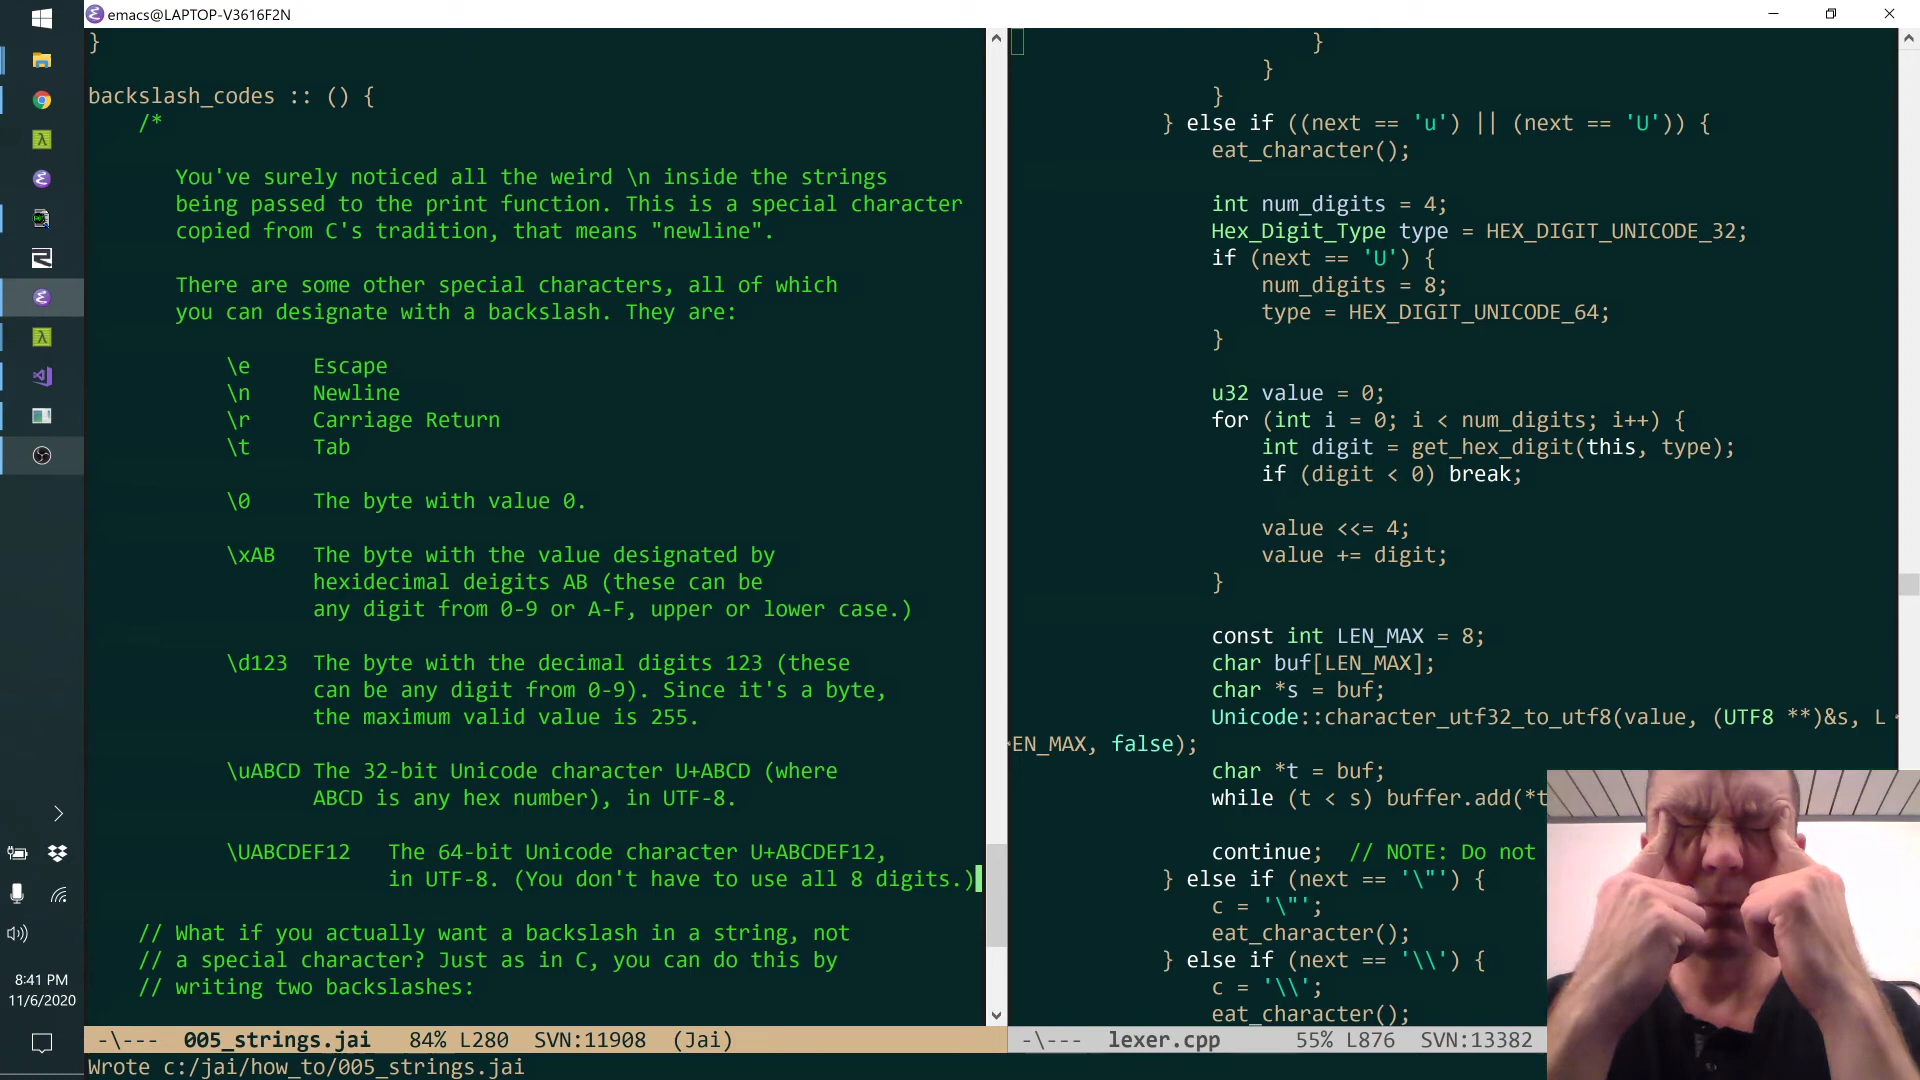 emacs@LAPTOP-V3616F2N
}
backslash_codes :: () {
/*
You've surely noticed all the weird \n inside the strings
being passed to the print function. This is a special character
copied from C's tradition, that means "newline".
There are some other special characters, all of which
you can designate with a backslash. They are:
\e Escape
\n Newline
\r Carriage Return
\t Tab
\0 The byte with value 0.
\xAB The byte with the value designated by
hexidecimal deigits AB (these can be
any digit from 0-9 or A-F, upper or lower case.)
\d123 The byte with the decimal digits 123 (these
can be any digit from 0-9). Since it's a byte,
the maximum valid value is 255.
\uABCD The 32-bit Unicode character U+ABCD (where
ABCD is any hex number), in UTF-8.
\UABCDEF12 The 64-bit Unicode character U+ABCDEF12,
in UTF-8. (You don't have to use all 8 digits.)
// What if you actually want a backslash in a string, not
// a special character? Just as in C, you can do this by
// writing two backslashes:
-\--- 005_strings.jai 84% L280 SVN:11908 (Jai)
Wrote c:/jai/how_to/005_strings.jai
}
}
}
} else if ((next == 'u') || (next == 'U')) {
eat_character();
int num_digits = 4;
Hex_Digit_Type type = HEX_DIGIT_UNICODE_32;
if (next == 'U') {
num_digits = 8;
type = HEX_DIGIT_UNICODE_64;
}
u32 value = 0;
for (int i = 0; i < num_digits; i++) {
int digit = get_hex_digit(this, type);
if (digit < 0) break;
value <<= 4;
value += digit;
}
const int LEN_MAX = 8;
char buf[LEN_MAX];
char *s = buf;
Unicode::character_utf32_to_utf8(value, (UTF8 **)&s, L
EN_MAX, false);
char *t = buf;
while (t < s) buffer.add(*t
continue; // NOTE: Do not
} else if (next == '\"') {
c = '\"';
eat_character();
} else if (next == '\\') {
c = '\\';
eat_character();
-\--- lexer.cpp 55% L876 SVN:13382
8:41 PM
11/6/2020